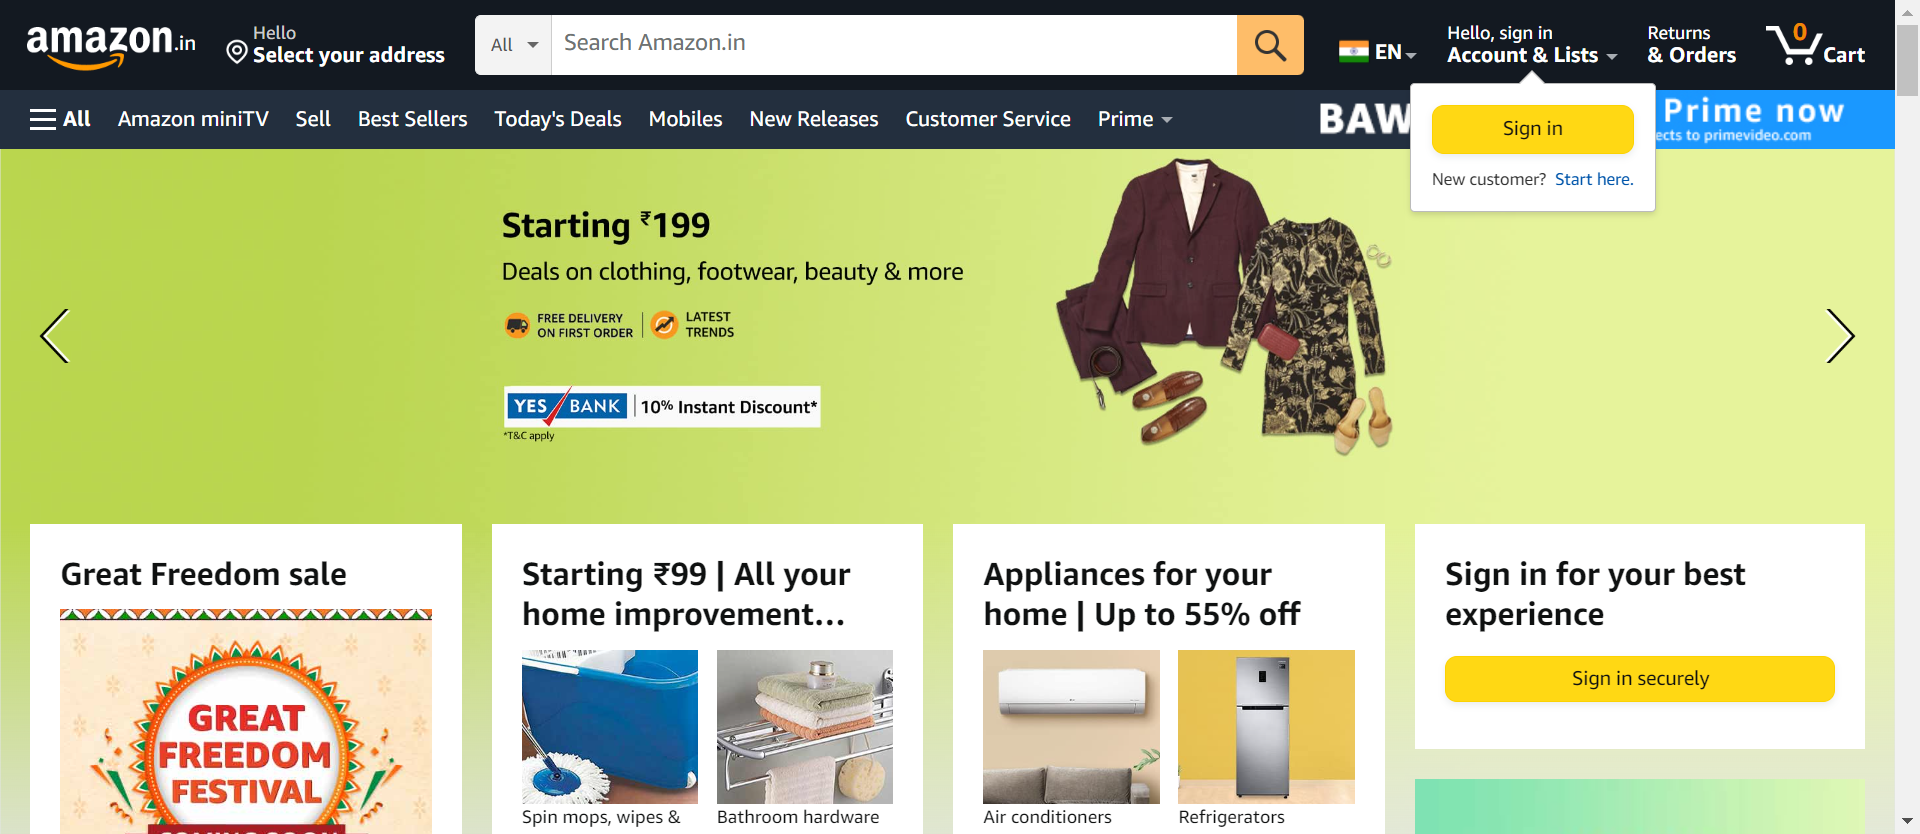 amazon.in
Hello
Select your address
All
Search Amazon.in
EN
Hello, sign in
Account & Lists
Returns
& Orders
0
Cart
All
Amazon miniTV
Sell
Best Sellers
Today's Deals
Mobiles
New Releases
Customer Service
Prime
Prime now
primevideo.com
Sign in
New customer? Start here.
Starting ₹199
Deals on clothing, footwear, beauty & more
FREE DELIVERY
ON FIRST ORDER
LATEST
TRENDS
YES BANK
10% Instant Discount*
*T&C apply
Great Freedom sale
GREAT
FREEDOM
FESTIVAL
Starting ₹99 | All your
home improvement...
Spin mops, wipes &
Bathroom hardware
Appliances for your
home | Up to 55% off
Air conditioners
Refrigerators
Sign in for your best
experience
Sign in securely